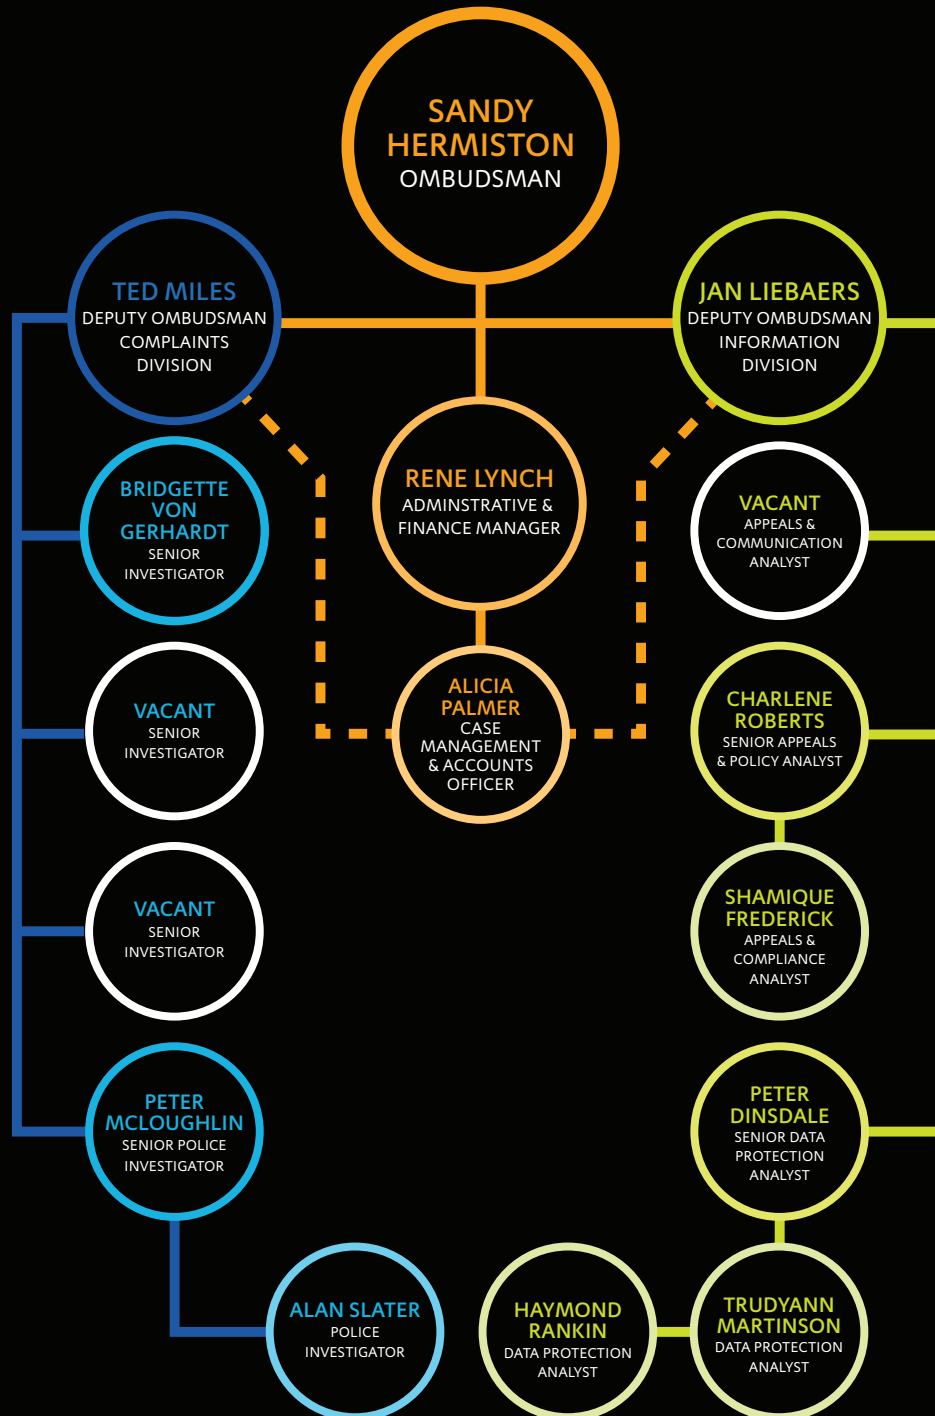 SANDY
HERMISTON
OMBUDSMAN
TED MILES
DEPUTY OMBUDSMAN
COMPLAINTS
DIVISION
JAN LIEBAERS
DEPUTY OMBUDSMAN
INFORMATION
DIVISION
RENE LYNCH
ADMINSTRATIVE &
FINANCE MANAGER
BRIDGETTE
VON
GERHARDT
SENIOR
INVESTIGATOR
VACANT
APPEALS &
COMMUNICATION
ANALYST
VACANT
SENIOR
INVESTIGATOR
ALICIA
PALMER
CASE
MANAGEMENT
& ACCOUNTS
OFFICER
CHARLENE
ROBERTS
SENIOR APPEALS
& POLICY ANALYST
VACANT
SENIOR
INVESTIGATOR
SHAMIQUE
FREDERICK
APPEALS &
COMPLIANCE
ANALYST
PETER
MCLOUGHLIN
SENIOR POLICE
INVESTIGATOR
PETER
DINSDALE
SENIOR DATA
PROTECTION
ANALYST
ALAN SLATER
POLICE
INVESTIGATOR
HAYMOND
RANKIN
DATA PROTECTION
ANALYST
TRUDYANN
MARTINSON
DATA PROTECTION
ANALYST